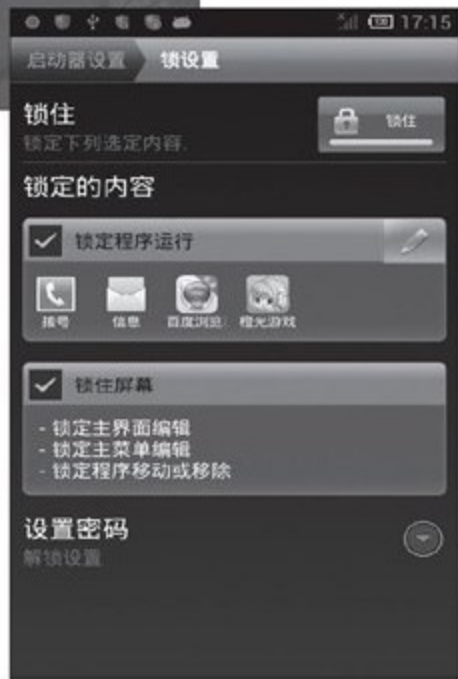 17:15
启动器设置 锁设置
锁住
锁定下列选定内容.
锁住
锁定的内容
锁定程序运行
拨号 信息 百度浏览 橙光游戏
锁住屏幕
- 锁定主界面编辑
- 锁定主菜单编辑
- 锁定程序移动或移除
设置密码
解锁设置